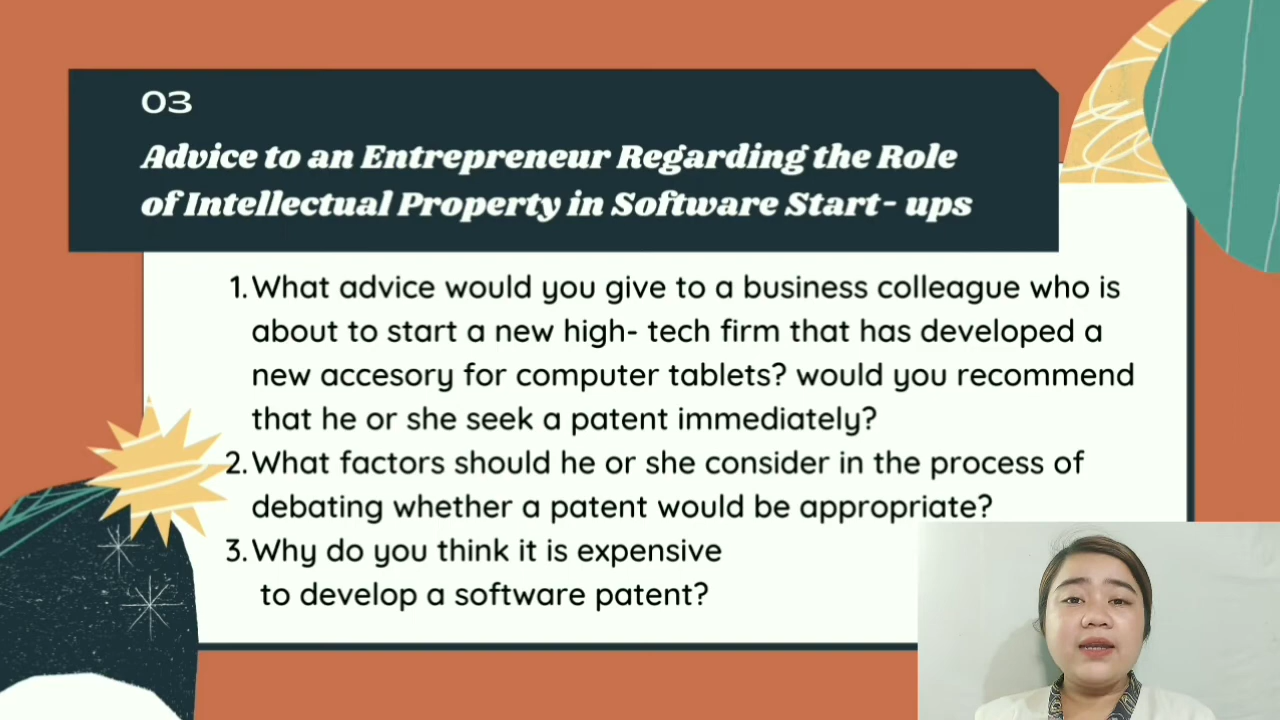 03
Advice to an Entrepreneur Regarding the Role
of Intellectual Property in Software Start- ups
1. What advice would you give to a business colleague who is
about to start a new high- tech firm that has developed a
new accesory for computer tablets? would you recommend
that he or she seek a patent immediately?
2. What factors should he or she consider in the process of
debating whether a patent would be appropriate?
3. Why do you think it is expensive
to develop a software patent?